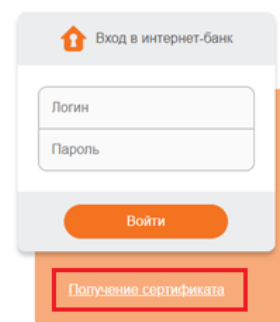 Вход в интернет-банк
Логин
Пароль
Войти
Получение сертификата